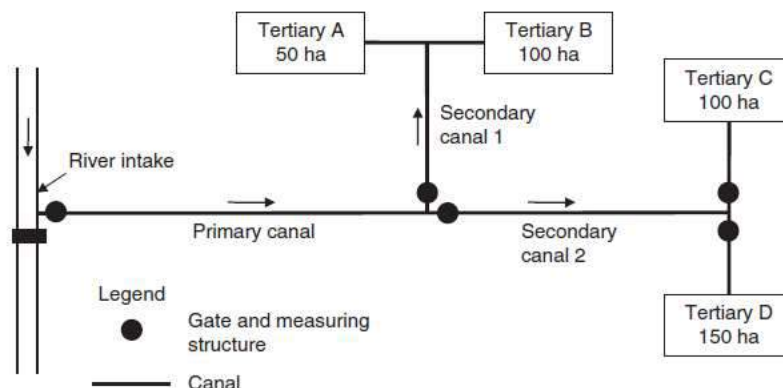 Tertiary A
50 ha
Tertiary B
100 ha
Tertiary C
100 ha
Secondary
canal 1
River intake
Primary canal
Secondary
canal 2
Legend
Gate and measuring
structure
Canal
Tertiary D
150 ha